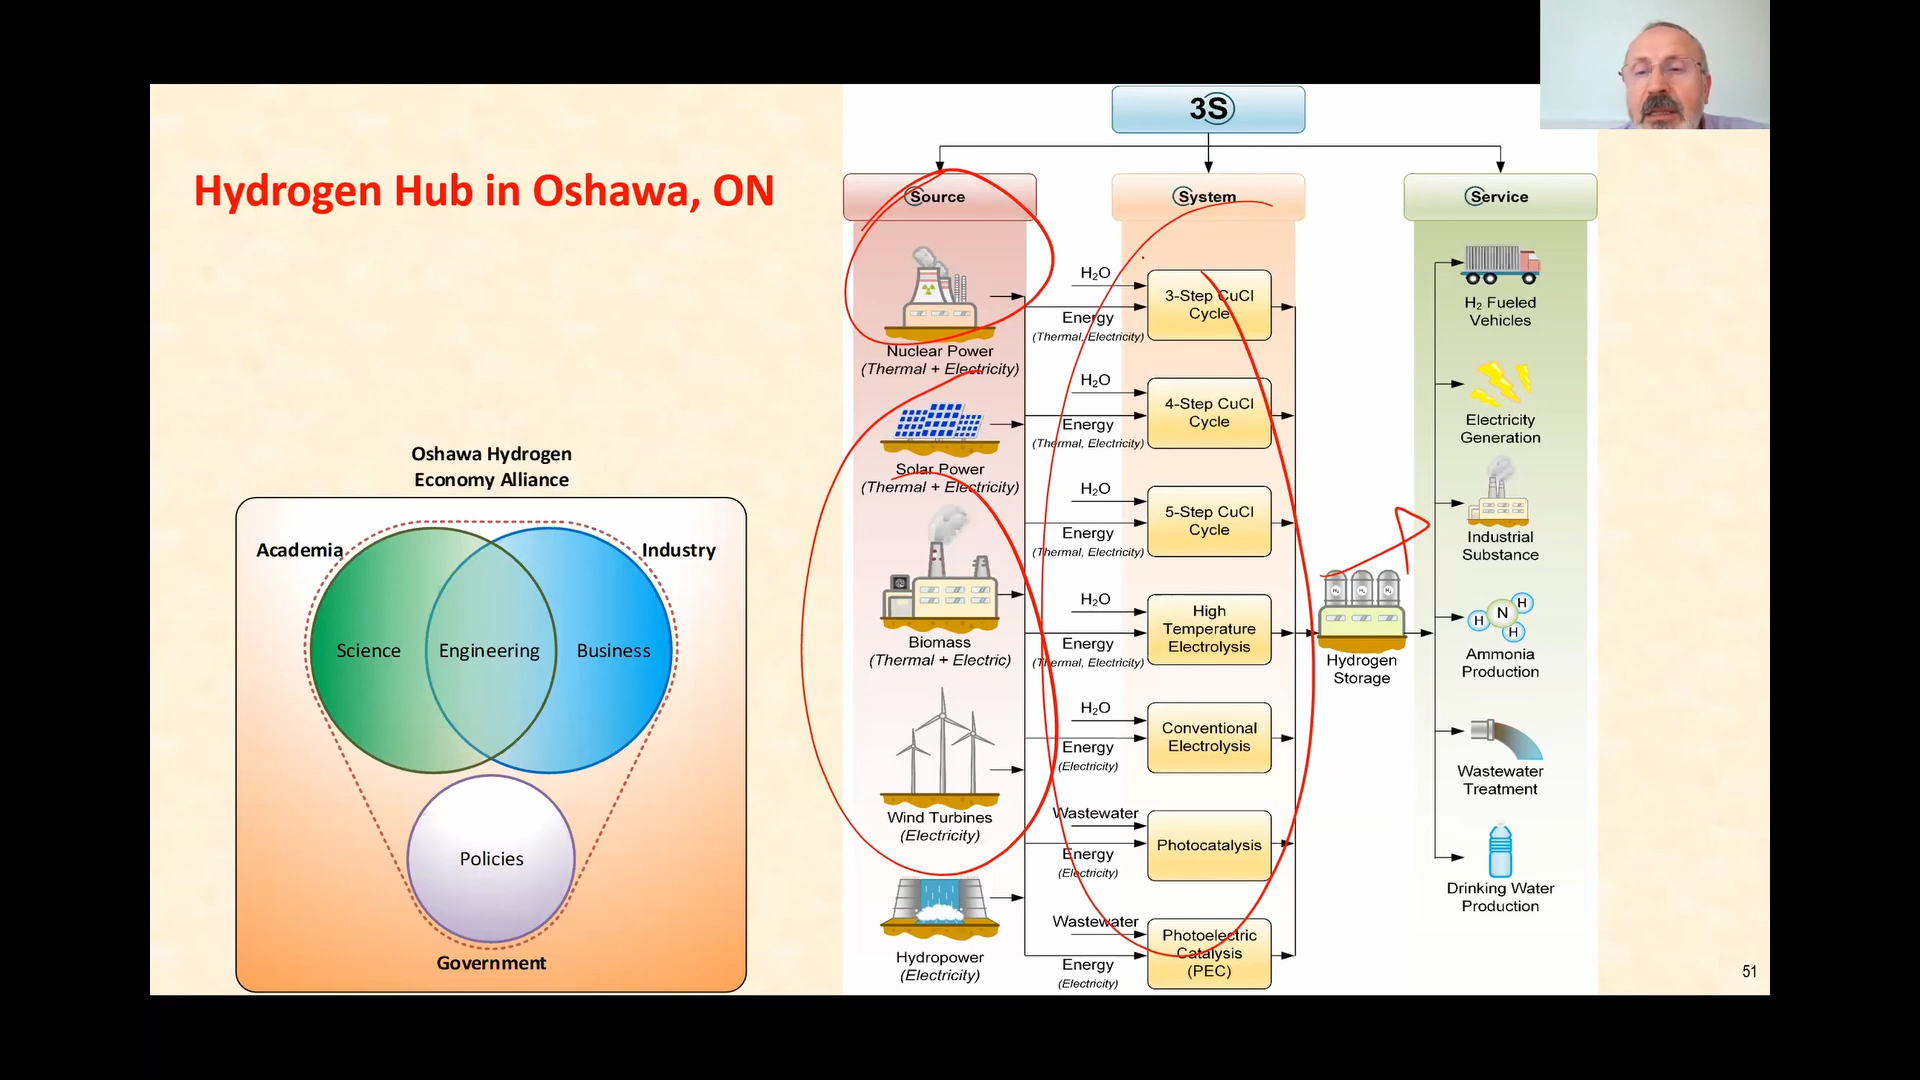 Hydrogen Hub in Oshawa, ON
Oshawa Hydrogen
Economy Alliance
Academia
Industry
Science
Engineering
Business
Policies
Government
3S
Source
Nuclear Power
(Thermal + Electricity)
Solar Power
(Thermal + Electricity)
Biomass
(Thermal + Electric)
Wind Turbines
(Electricity)
Hydropower
(Electricity)
System
H₂O
Energy
(Thermal, Electricity)
3-Step CuCl
Cycle
H₂O
Energy
(Thermal, Electricity)
4-Step CuCl
Cycle
H₂O
Energy
(Thermal, Electricity)
5-Step CuCl
Cycle
H₂O
Energy
(Thermal, Electricity)
High
Temperature
Electrolysis
H₂O
Energy
(Electricity)
Conventional
Electrolysis
Wastewater
Energy
(Electricity)
Photocatalysis
Wastewater
Energy
(Electricity)
Photoelectric
Catalysis
(PEC)
H₂ H₂ H₂
Hydrogen
Storage
Service
H₂ Fueled
Vehicles
Electricity
Generation
Industrial
Substance
H N H
H
Ammonia
Production
Wastewater
Treatment
Drinking Water
Production
51